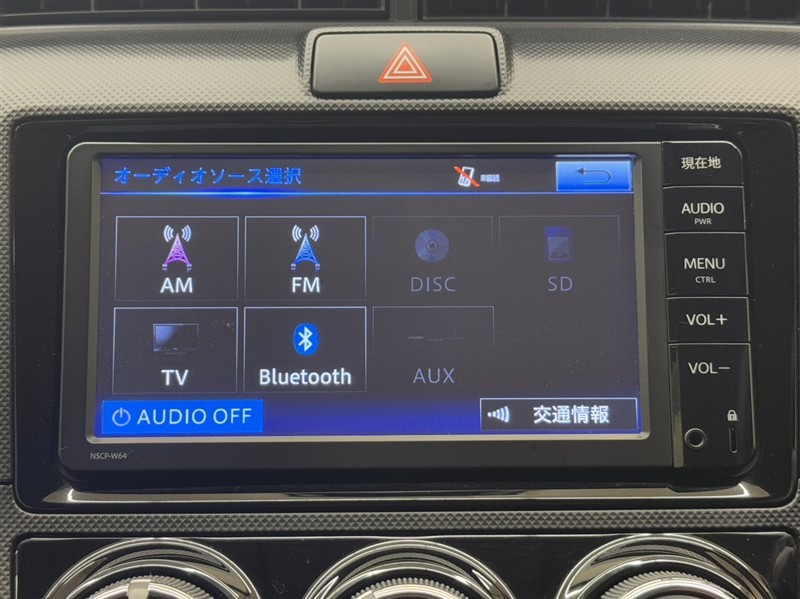 オーディオソース選択
未接続
現在地
AUDIO
PWR
AM
FM
DISC
SD
MENU
CTRL
VOL+
TV
Bluetooth
AUX
VOL−
AUDIO OFF
交通情報
NSCP-W64